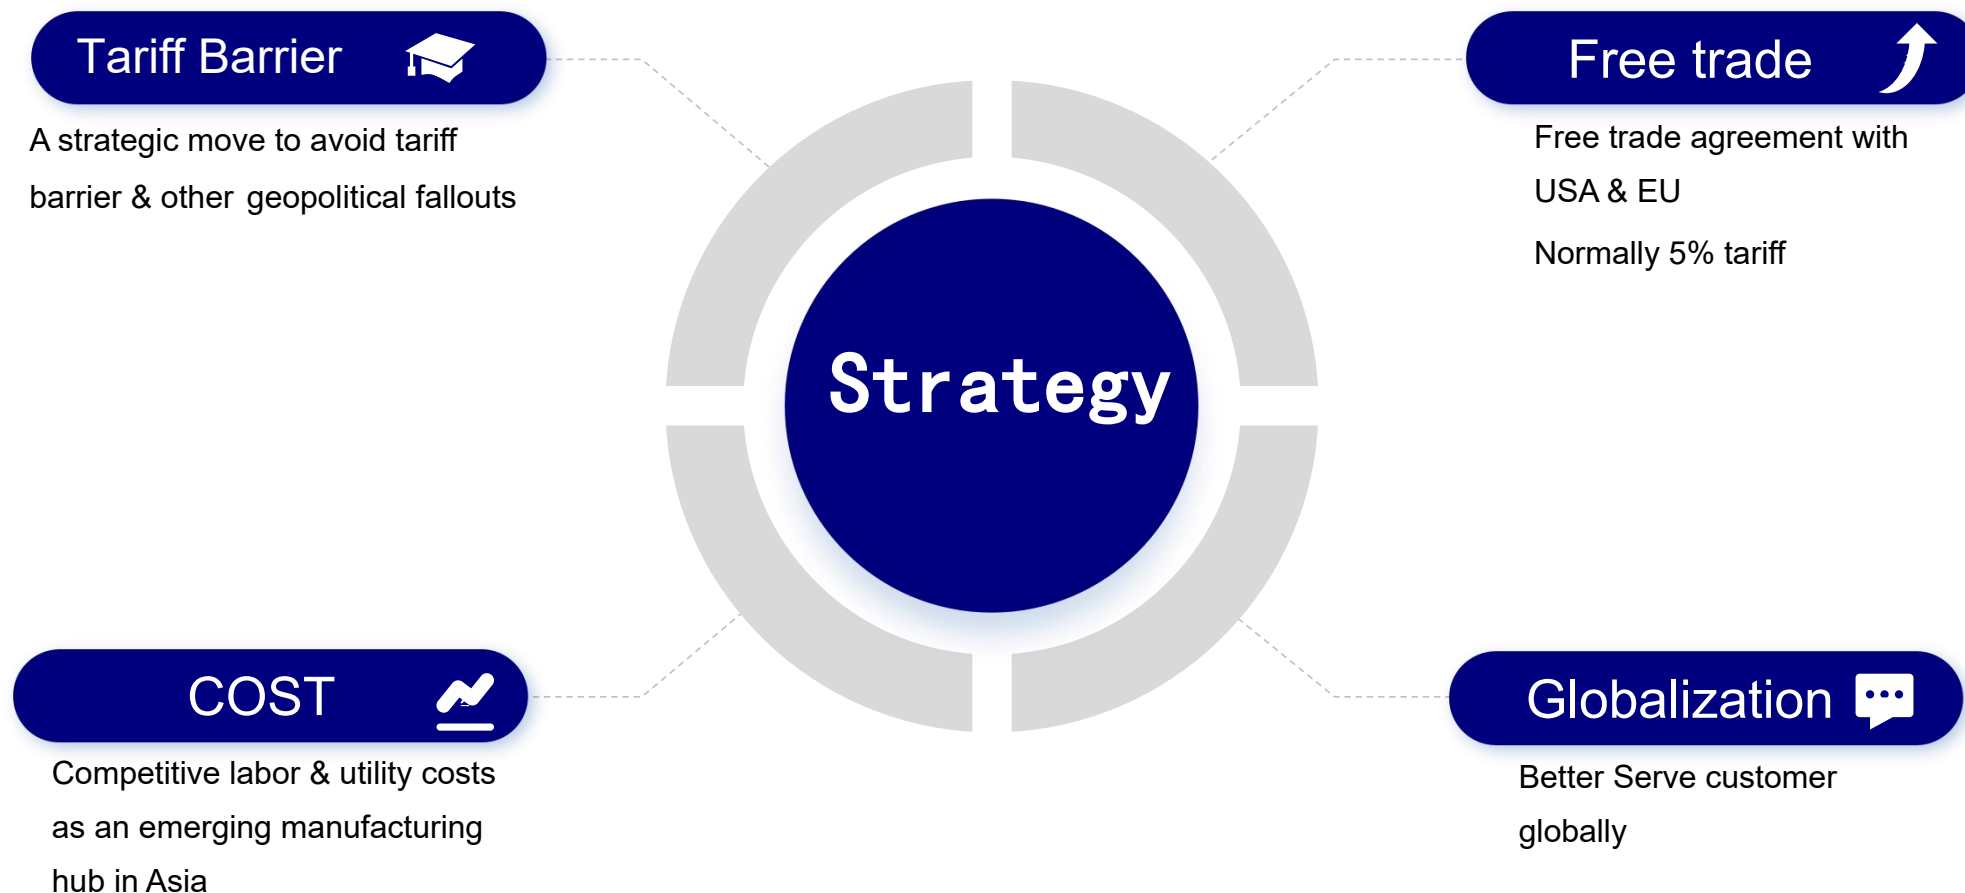 Tariff Barrier
A strategic move to avoid tariff
barrier & other geopolitical fallouts
Free trade
Free trade agreement with
USA & EU
Normally 5% tariff
Strategy
COST
Competitive labor & utility costs
as an emerging manufacturing
hub in Asia
Globalization
Better Serve customer
globally